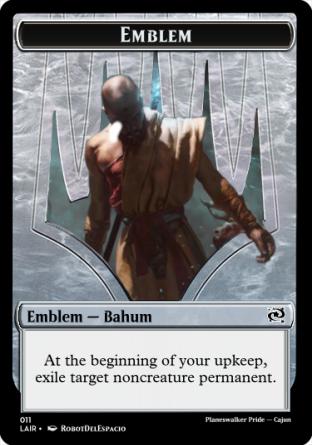 EMBLEM
Emblem — Bahum
At the beginning of your upkeep,
exile target noncreature permanent.
011
LAIR • ROBOTDELESPACIO
Planeswalker Pride — Cajun